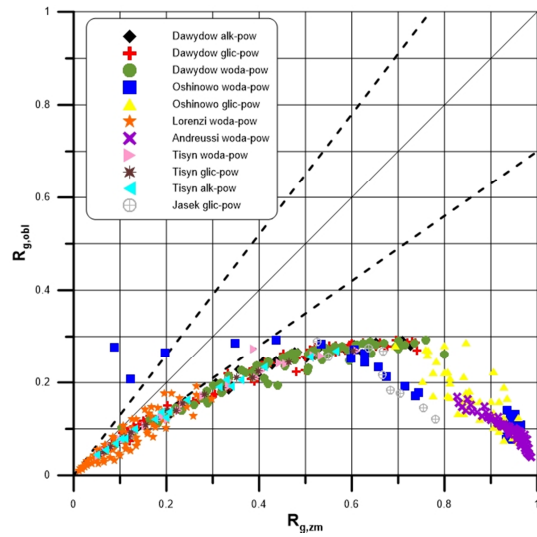 1
0.8
0.6
0.4
0.2
0
R g,obl
Dawydow alk-pow
Dawydow glic-pow
Dawydow woda-pow
Oshinowo woda-pow
Oshinowo glic-pow
Lorenzi woda-pow
Andreussi woda-pow
Tisyn woda-pow
Tisyn glic-pow
Tisyn alk-pow
Jasek glic-pow
0 0.2 0.4 0.6 0.8 1
R g,zm